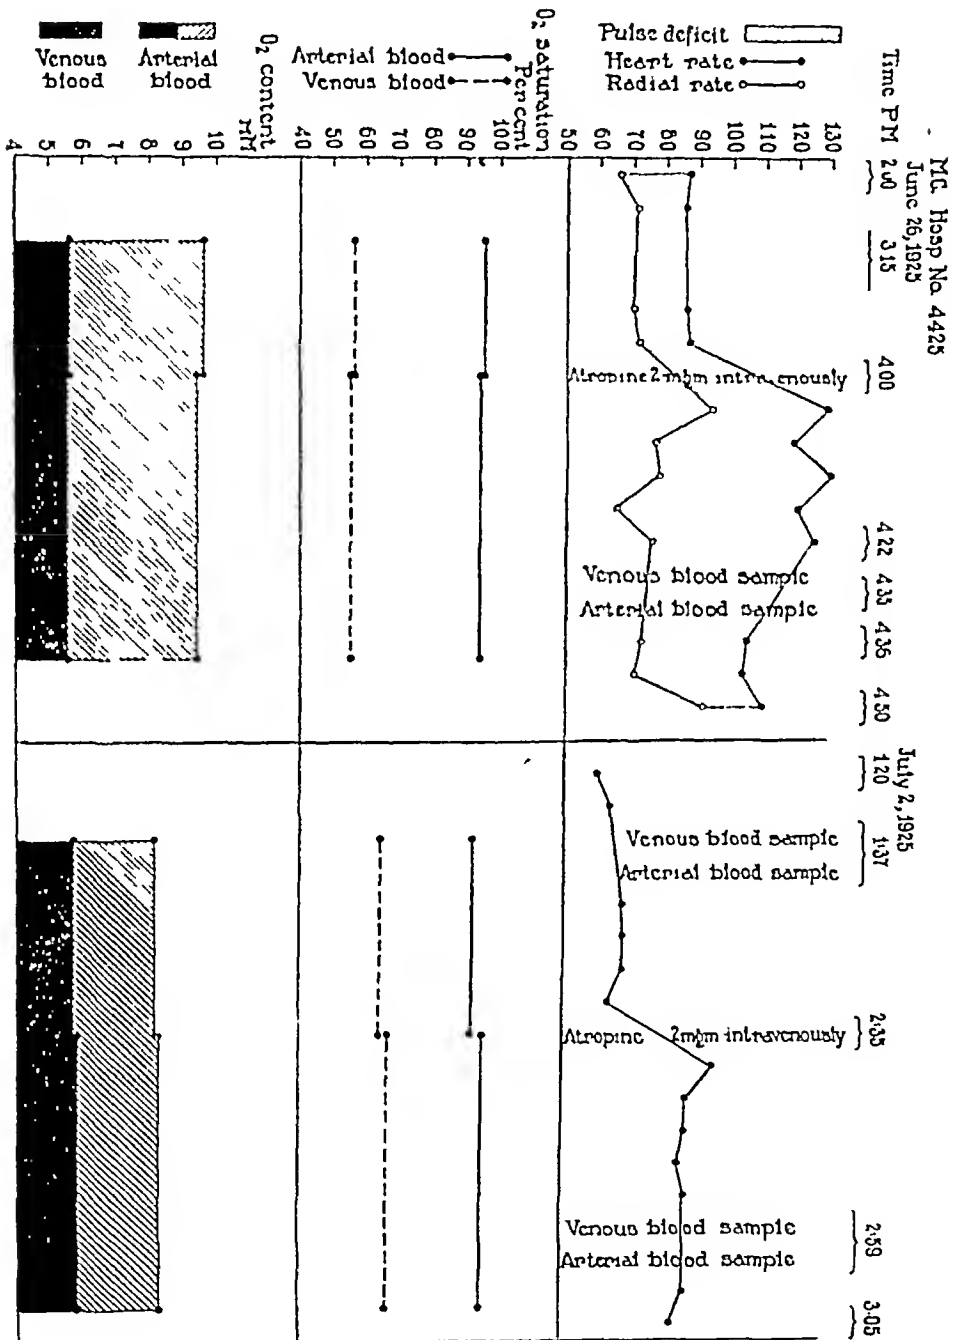 MG. Hosp No. 4425
June 26, 1925
July 2, 1925
Time PM
2:00
3:15
4:00
4:22
4:35
4:36
4:50
1:20
1:37
2:35
2:59
3:05
Pulse deficit
Heart rate
Radial rate
50 60 70 80 90 100 110 120 130
Atropine 2 mgm intravenously
Venous blood sample
Arterial blood sample
Venous blood sample
Arterial blood sample
Atropine 2 mgm intravenously
Venous blood sample
Arterial blood sample
O2 saturation
Percent
Arterial blood
Venous blood
40 50 60 70 80 90 100
O2 content
mM
Venous blood
Arterial blood
4 5 6 7 8 9 10